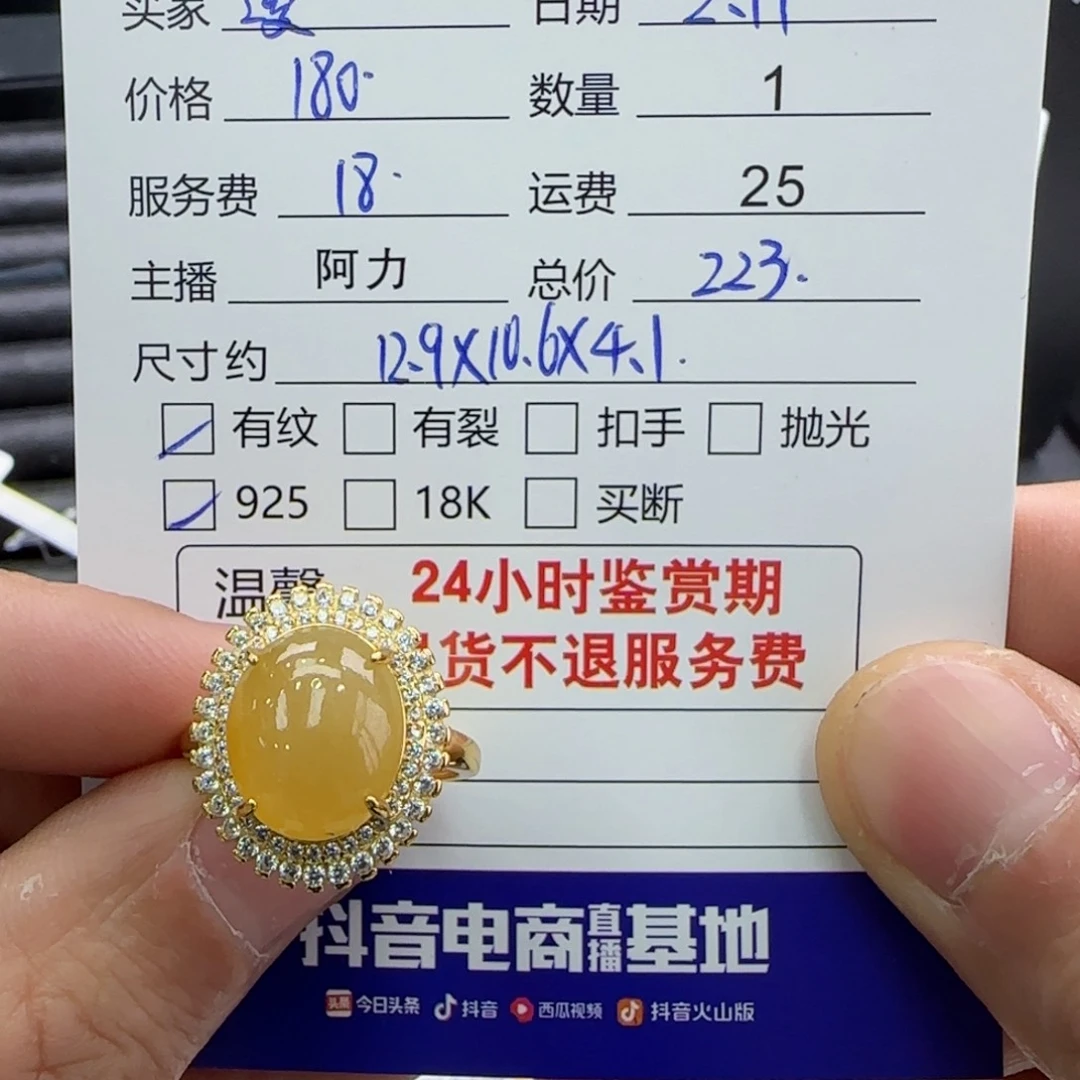 买家 日期 2.11
价格 180. 数量 1
服务费 18. 运费 25
主播 阿力 总价 223.
尺寸约 12.9X10.6X4.1.
有纹 有裂 扣手 抛光
925 18K 买断
温馨 24小时鉴赏期
货不退服务费
抖音电商直播基地
头条 今日头条 抖音 西瓜视频 抖音火山版